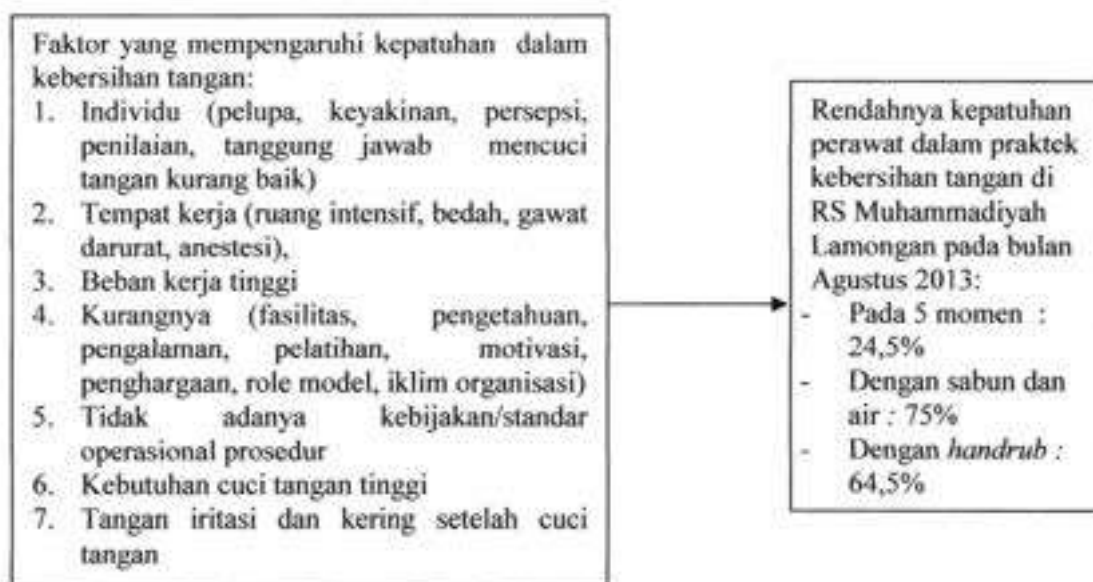 Faktor yang mempengaruhi kepatuhan dalam
kebersihan tangan:
1. Individu (pelupa, keyakinan, persepsi,
penilaian, tanggung jawab mencuci
tangan kurang baik)
2. Tempat kerja (ruang intensif, bedah, gawat
darurat, anestesi),
3. Beban kerja tinggi
4. Kurangnya (fasilitas, pengetahuan,
pengalaman, pelatihan, motivasi,
penghargaan, role model, iklim organisasi)
5. Tidak adanya kebijakan/standar
operasional prosedur
6. Kebutuhan cuci tangan tinggi
7. Tangan iritasi dan kering setelah cuci
tangan
Rendahnya kepatuhan
perawat dalam praktek
kebersihan tangan di
RS Muhammadiyah
Lamongan pada bulan
Agustus 2013:
- Pada 5 momen :
24,5%
- Dengan sabun dan
air : 75%
- Dengan handrub :
64,5%